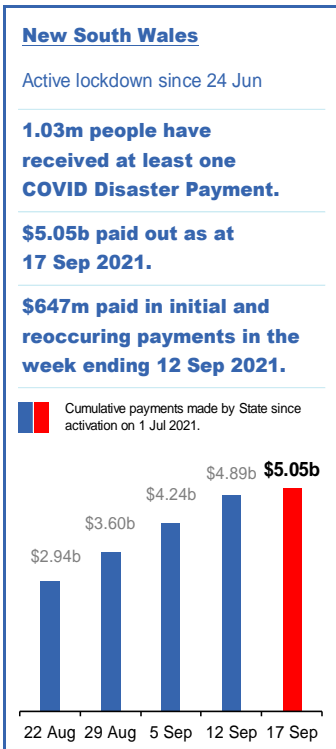 New South Wales
Active lockdown since 24 Jun
1.03m people have
received at least one
COVID Disaster Payment.
$5.05b paid out as at
17 Sep 2021.
$647m paid in initial and
reoccuring payments in the
week ending 12 Sep 2021.
Cumulative payments made by State since
activation on 1 Jul 2021.
$2.94b $3.60b $4.24b $4.89b $5.05b
22 Aug 29 Aug 5 Sep 12 Sep 17 Sep